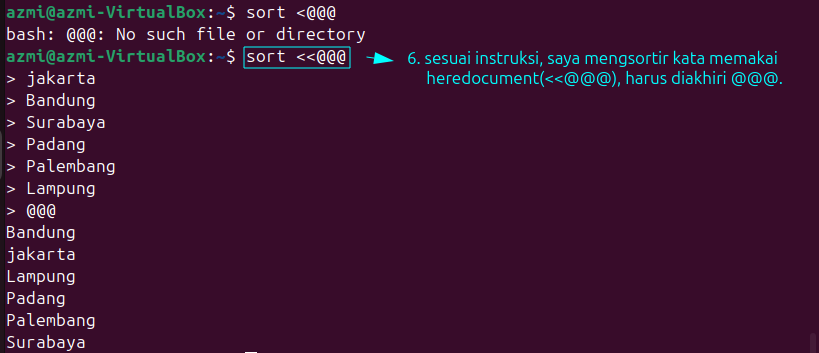 azmi@azmi-VirtualBox:~$ sort <@@@
bash: @@@: No such file or directory
azmi@azmi-VirtualBox:~$ sort <<@@@
6. sesuai instruksi, saya mengsortir kata memakai
heredocument(<<@@@), harus diakhiri @@@.
> jakarta
> Bandung
> Surabaya
> Padang
> Palembang
> Lampung
> @@@
Bandung
jakarta
Lampung
Padang
Palembang
Surabaya